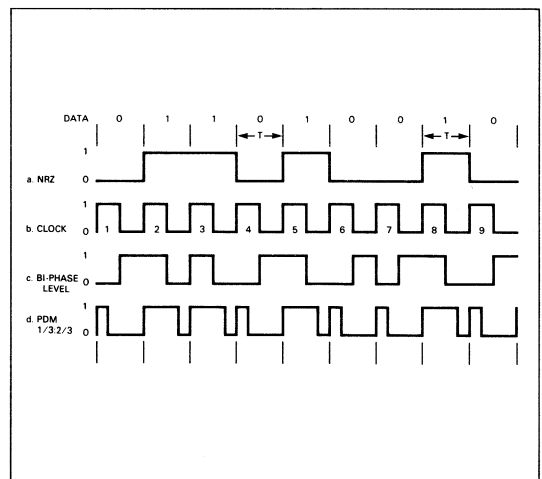 DATA 0 1 1 0 1 0 0 1 0
T T
1
a. NRZ 0
1
b. CLOCK 0 1 2 3 4 5 6 7 8 9
1
c. BI-PHASE 0
LEVEL
d. PDM 1
1/3:2/3 0